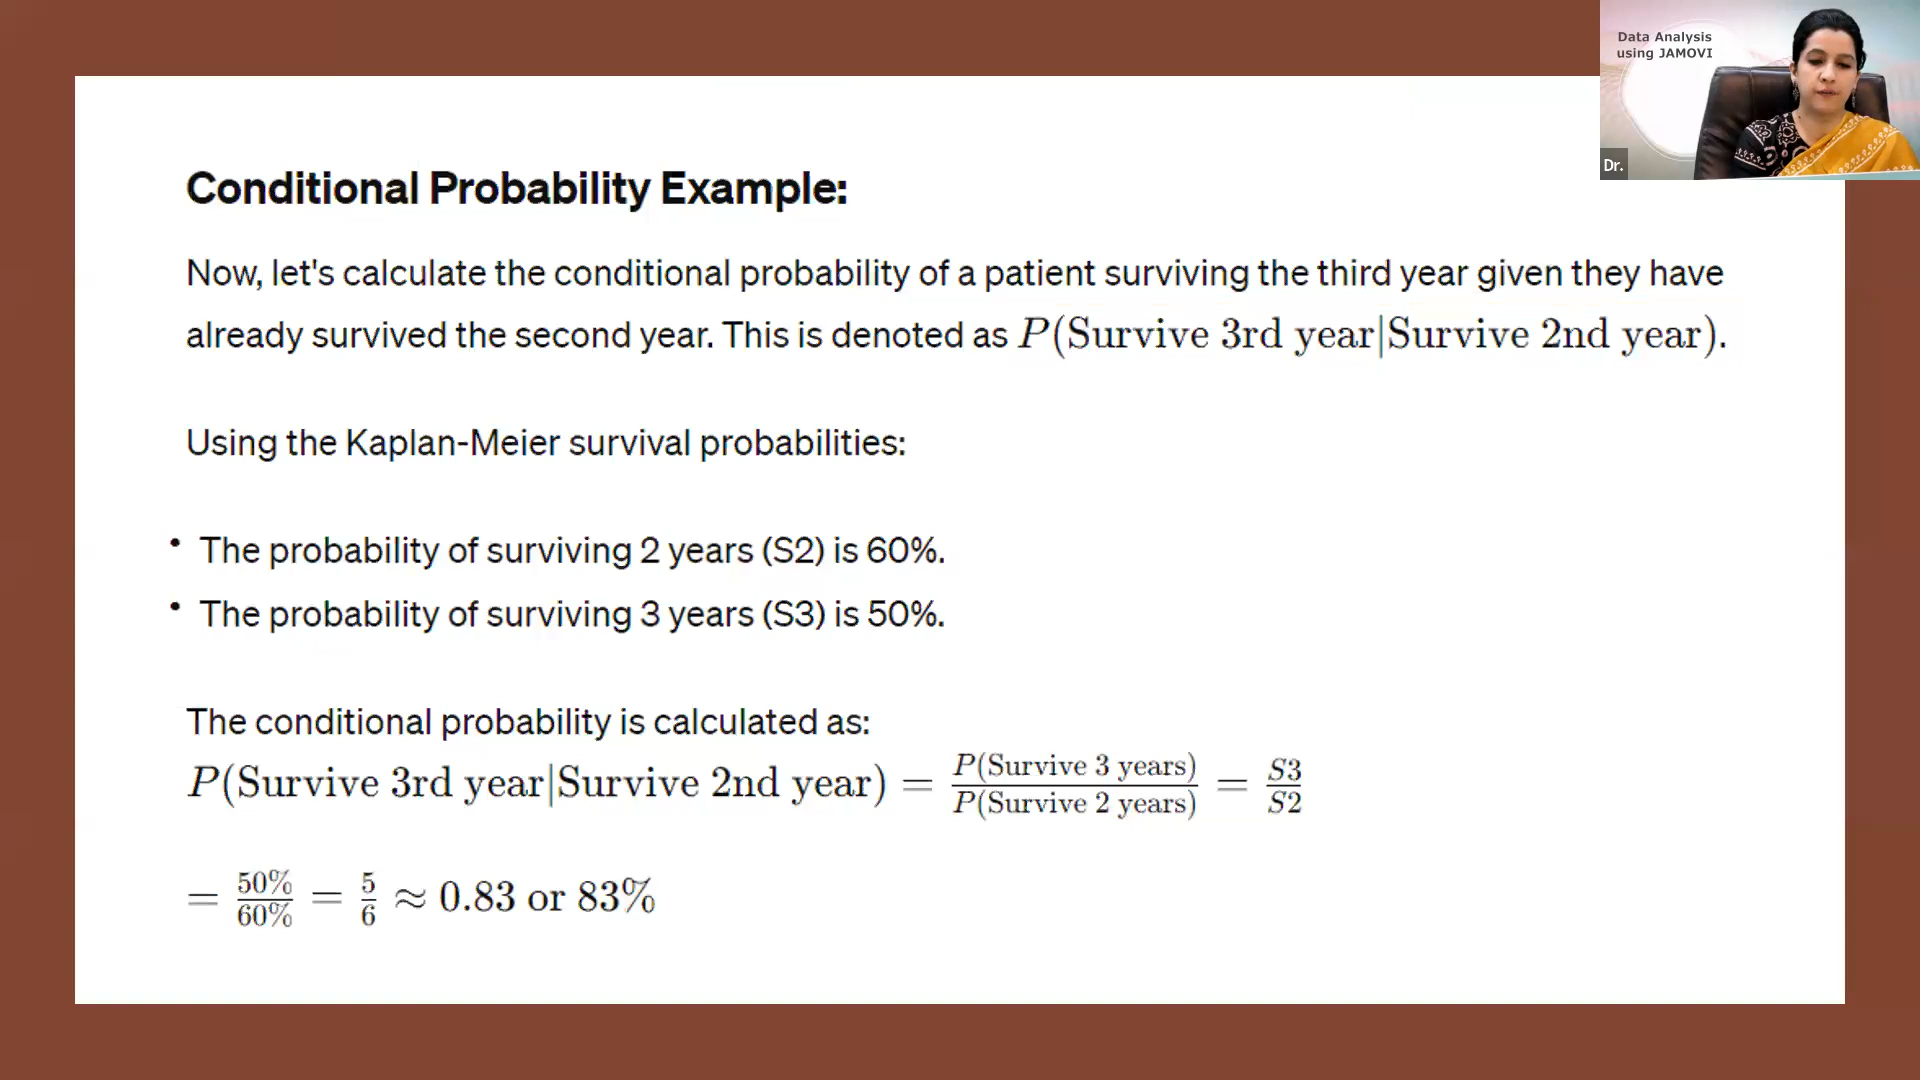 Data Analysis
using JAMOVI
Dr.
Conditional Probability Example:
Now, let's calculate the conditional probability of a patient surviving the third year given they have
already survived the second year. This is denoted as P(Survive 3rd year|Survive 2nd year).
Using the Kaplan-Meier survival probabilities:
• The probability of surviving 2 years (S2) is 60%.
• The probability of surviving 3 years (S3) is 50%.
The conditional probability is calculated as:
P(Survive 3rd year|Survive 2nd year) = P(Survive 3 years)/P(Survive 2 years) = S3/S2
= 50%/60% = 5/6 ≈ 0.83 or 83%